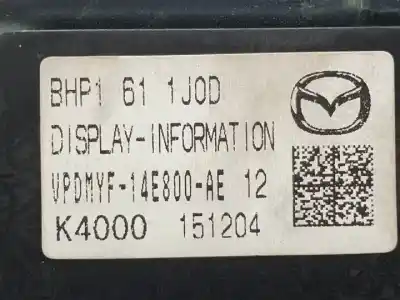 BHP1 61 1J0D
DISPLAY-INFORMATION
VPDMYF-14E800-AE 12
K4000 151204